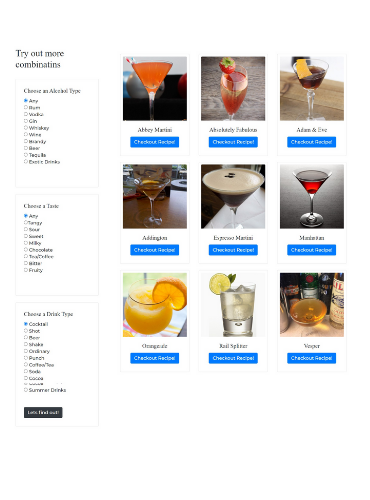 Try out more
combinatins
Choose an Alcohol Type
Any
Rum
Vodka
Gin
Whiskey
Wine
Brandy
Beer
Tequila
Exotic Drinks
Choose a Taste
Any
Tangy
Sour
Sweet
Milky
Chocolate
Tea/Coffee
Bitter
Fruity
Choose a Drink Type
Cocktail
Shot
Beer
Shake
Ordinary
Punch
Coffee/Tea
Soda
Cocoa
Summer Drinks
Lets find out!
Abbey Martini
Absolutely Fabulous
Adam & Eve
Checkout Recipe!
Checkout Recipe!
Checkout Recipe!
Addington
Espresso Martini
Manhattan
Checkout Recipe!
Checkout Recipe!
Checkout Recipe!
Orangeade
Rail Splitter
Vesper
Checkout Recipe!
Checkout Recipe!
Checkout Recipe!